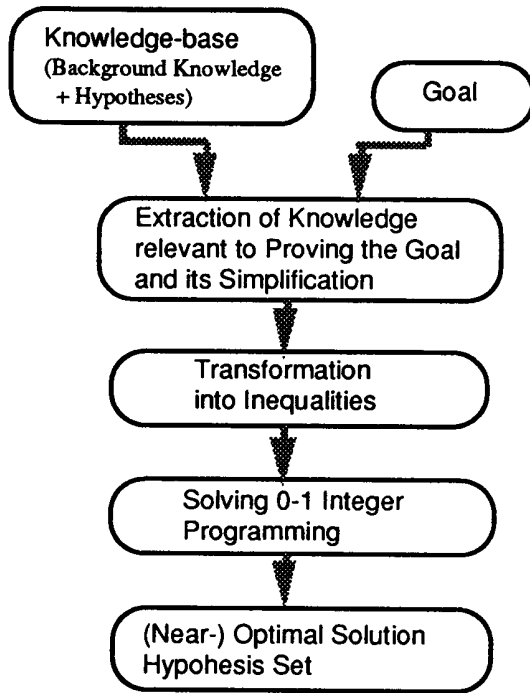 Knowledge-base
(Background Knowledge
+ Hypotheses)
Goal
Extraction of Knowledge
relevant to Proving the Goal
and its Simplification
Transformation
into Inequalities
Solving 0-1 Integer
Programming
(Near-) Optimal Solution
Hypohesis Set